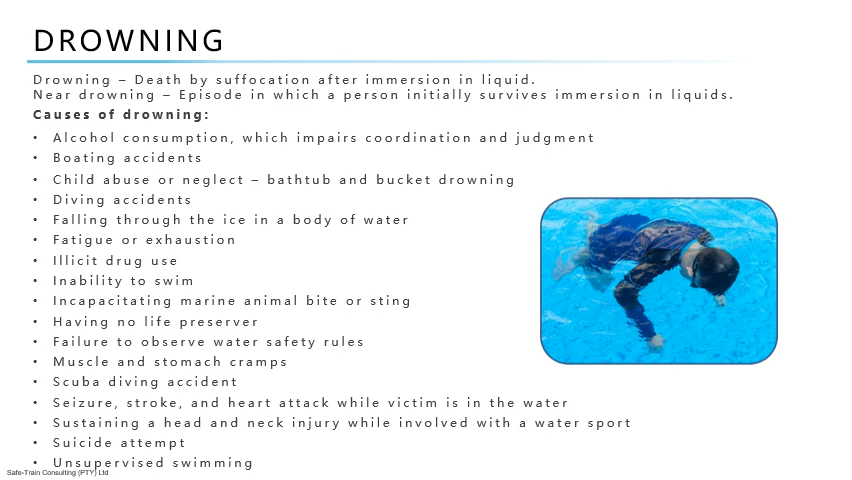 DROWNING
Drowning – Death by suffocation after immersion in liquid.
Near drowning – Episode in which a person initially survives immersion in liquids.
Causes of drowning:
• Alcohol consumption, which impairs coordination and judgment
• Boating accidents
• Child abuse or neglect – bathtub and bucket drowning
• Diving accidents
• Falling through the ice in a body of water
• Fatigue or exhaustion
• Illicit drug use
• Inability to swim
• Incapacitating marine animal bite or sting
• Having no life preserver
• Failure to observe water safety rules
• Muscle and stomach cramps
• Scuba diving accident
• Seizure, stroke, and heart attack while victim is in the water
• Sustaining a head and neck injury while involved with a water sport
• Suicide attempt
• Unsupervised swimming
Safe-Train Consulting (PTY) Ltd